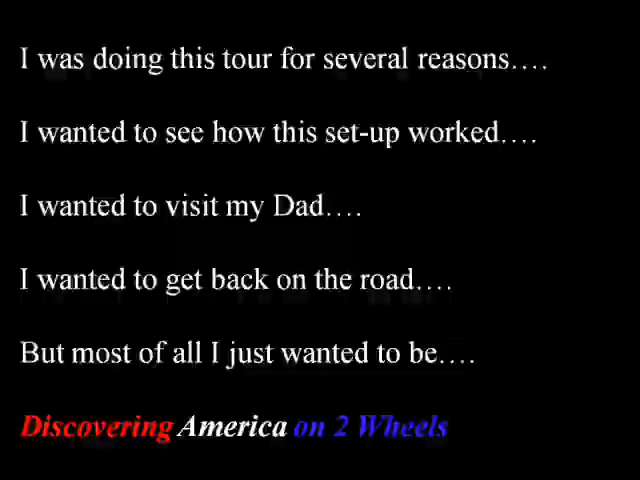 I was doing this tour for several reasons….
I wanted to see how this set-up worked….
I wanted to visit my Dad….
I wanted to get back on the road….
But most of all I just wanted to be….
Discovering America on 2 Wheels